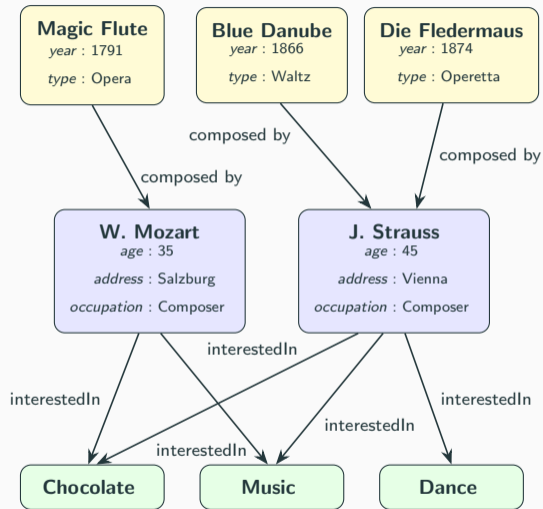 Magic Flute
year : 1791
type : Opera
Blue Danube
year : 1866
type : Waltz
Die Fledermaus
year : 1874
type : Operetta
composed by
composed by
composed by
W. Mozart
age : 35
address : Salzburg
occupation : Composer
J. Strauss
age : 45
address : Vienna
occupation : Composer
interestedIn
interestedIn
interestedIn
interestedIn
interestedIn
Chocolate
Music
Dance